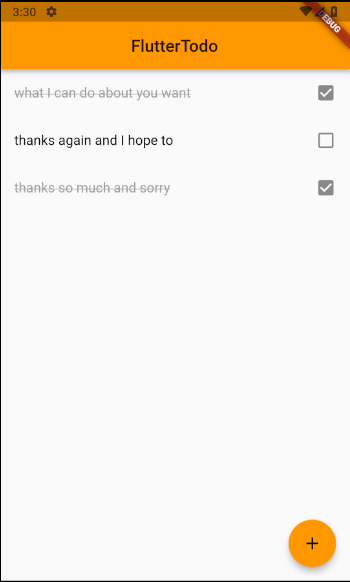 3:30
DEBUG
FlutterTodo
what I can do about you want
thanks again and I hope to
thanks so much and sorry